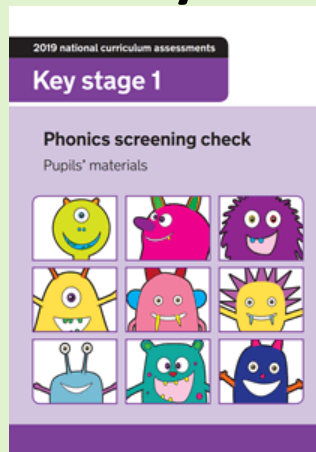 2019 national curriculum assessments
Key stage 1
Phonics screening check
Pupils' materials